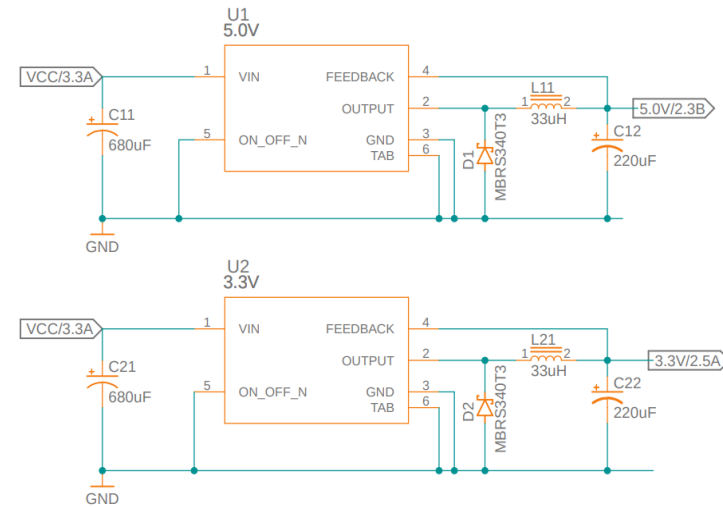 U1
5.0V
VCC/3.3A
1 VIN FEEDBACK 4
C11
680uF
OUTPUT 2
L11
1 2
33uH
5.0V/2.3B
5 ON_OFF_N GND 3
TAB 6
D1
MBRS340T3
C12
220uF
GND
U2
3.3V
VCC/3.3A
1 VIN FEEDBACK 4
C21
680uF
OUTPUT 2
L21
1 2
33uH
3.3V/2.5A
5 ON_OFF_N GND 3
TAB 6
D2
MBRS340T3
C22
220uF
GND